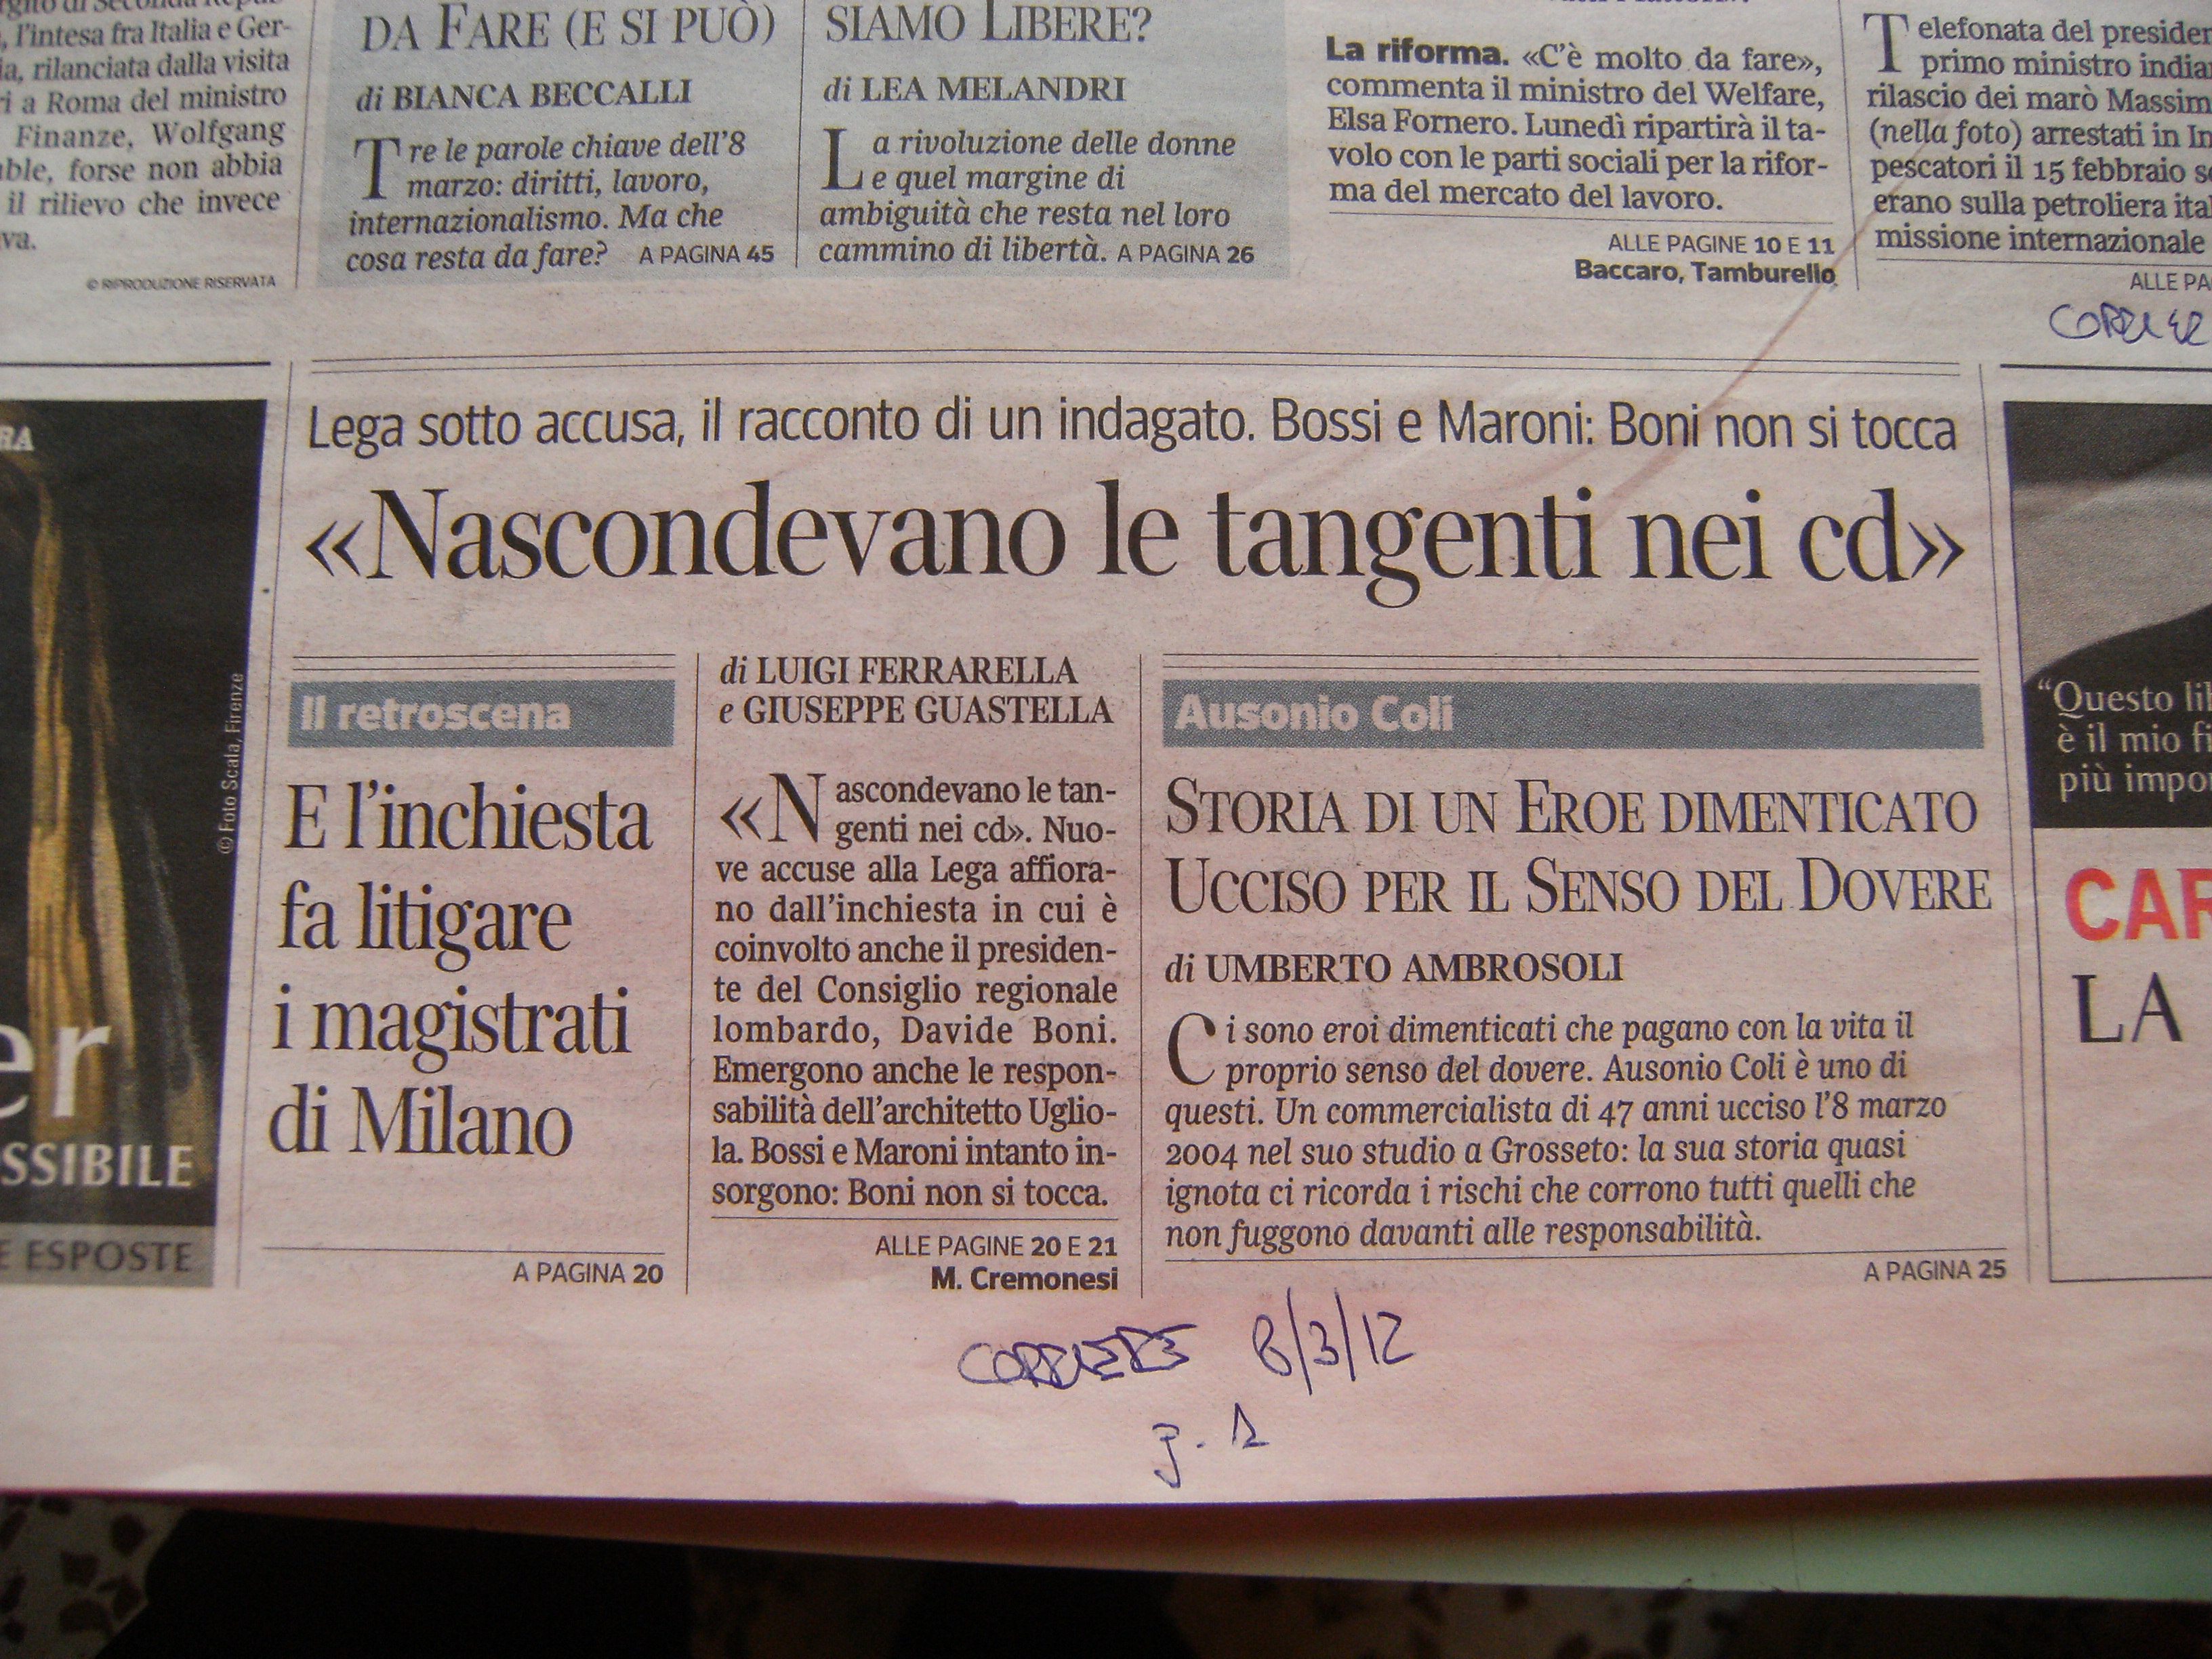 l'intesa fra Italia e Ger-
rilanciata dalla visita
a Roma del ministro
Finanze, Wolfgang
forse non abbia
il rilievo che invece
© RIPRODUZIONE RISERVATA
DA FARE (E SI PUÒ)
di BIANCA BECCALLI
Tre le parole chiave dell'8
marzo: diritti, lavoro,
internazionalismo. Ma che
cosa resta da fare? A PAGINA 45
SIAMO LIBERE?
di LEA MELANDRI
La rivoluzione delle donne
e quel margine di
ambiguità che resta nel loro
cammino di libertà. A PAGINA 26
La riforma. «C'è molto da fare»,
commenta il ministro del Welfare,
Elsa Fornero. Lunedì ripartirà il ta-
volo con le parti sociali per la rifor-
ma del mercato del lavoro.
ALLE PAGINE 10 E 11
Baccaro, Tamburello
Telefonata del presiden
primo ministro india
rilascio dei marò Massim
(nella foto) arrestati in In
pescatori il 15 febbraio s
erano sulla petroliera ita
missione internazionale
ALLE PA
CORRIER
Lega sotto accusa, il racconto di un indagato. Bossi e Maroni: Boni non si tocca
«Nascondevano le tangenti nei cd»
Il retroscena
E l'inchiesta
fa litigare
i magistrati
di Milano
A PAGINA 20
di LUIGI FERRARELLA
e GIUSEPPE GUASTELLA
«Nascondevano le tan-
genti nei cd». Nuo-
ve accuse alla Lega affiora-
no dall'inchiesta in cui è
coinvolto anche il presiden-
te del Consiglio regionale
lombardo, Davide Boni.
Emergono anche le respon-
sabilità dell'architetto Uglio-
la. Bossi e Maroni intanto in-
sorgono: Boni non si tocca.
ALLE PAGINE 20 E 21
M. Cremonesi
Ausonio Coli
STORIA DI UN EROE DIMENTICATO
UCCISO PER IL SENSO DEL DOVERE
di UMBERTO AMBROSOLI
Ci sono eroi dimenticati che pagano con la vita il
proprio senso del dovere. Ausonio Coli è uno di
questi. Un commercialista di 47 anni ucciso l'8 marzo
2004 nel suo studio a Grosseto: la sua storia quasi
ignota ci ricorda i rischi che corrono tutti quelli che
non fuggono davanti alle responsabilità.
A PAGINA 25
© Foto Scala, Firenze
er
SSIBILE
E ESPOSTE
“Questo lil
è il mio fi
più impor
CAR
LA
CORRIERE 8/3/12
p. 1